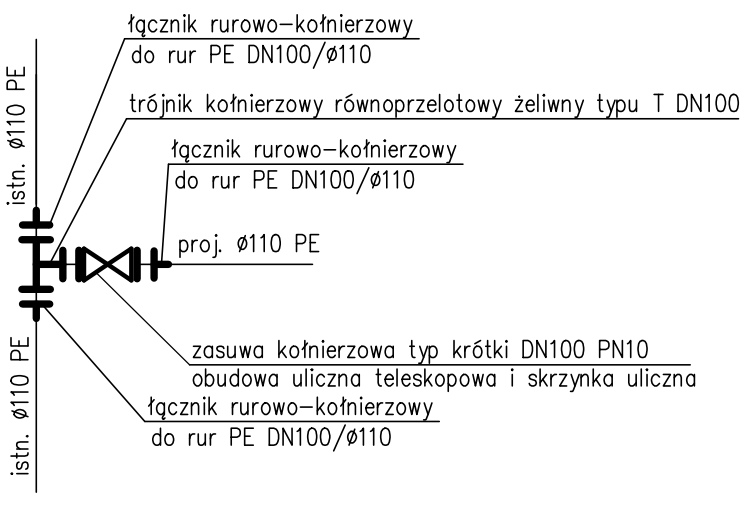 łącznik rurowo-kołnierzowy
do rur PE DN100/ø110
istn. ø110 PE
trójnik kołnierzowy równoprzelotowy żeliwny typu T DN100
łącznik rurowo-kołnierzowy
do rur PE DN100/ø110
proj. ø110 PE
zasuwa kołnierzowa typ krótki DN100 PN10
obudowa uliczna teleskopowa i skrzynka uliczna
istn. ø110 PE
łącznik rurowo-kołnierzowy
do rur PE DN100/ø110